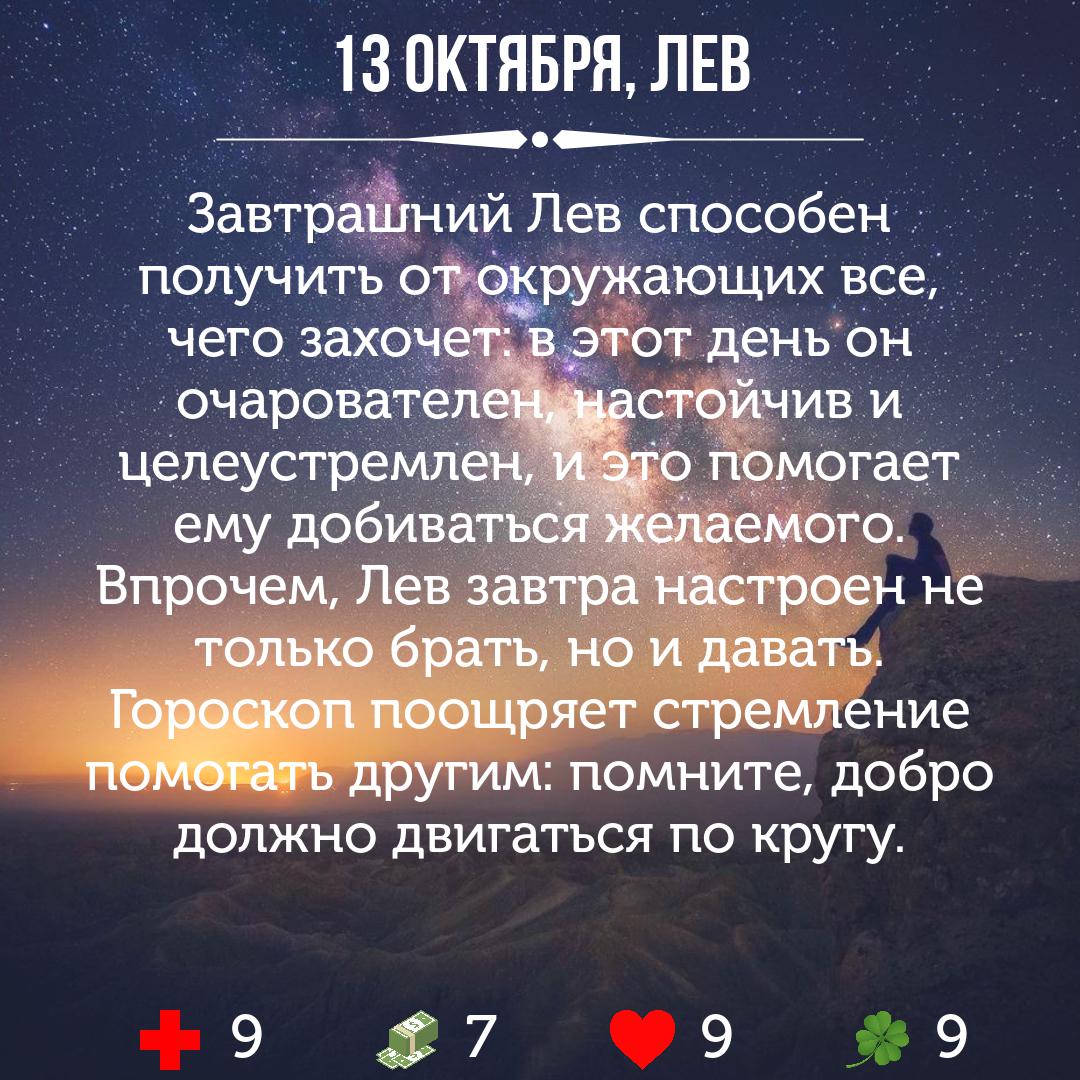 13 ОКТЯБРЯ, ЛЕВ
Завтрашний Лев способен
получить от окружающих все,
чего захочет: в этот день он
очарователен, настойчив и
целеустремлен, и это помогает
ему добиваться желаемого.
Впрочем, Лев завтра настроен не
только брать, но и давать.
Гороскоп поощряет стремление
помогать другим: помните, добро
должно двигаться по кругу.
9 7 9 9